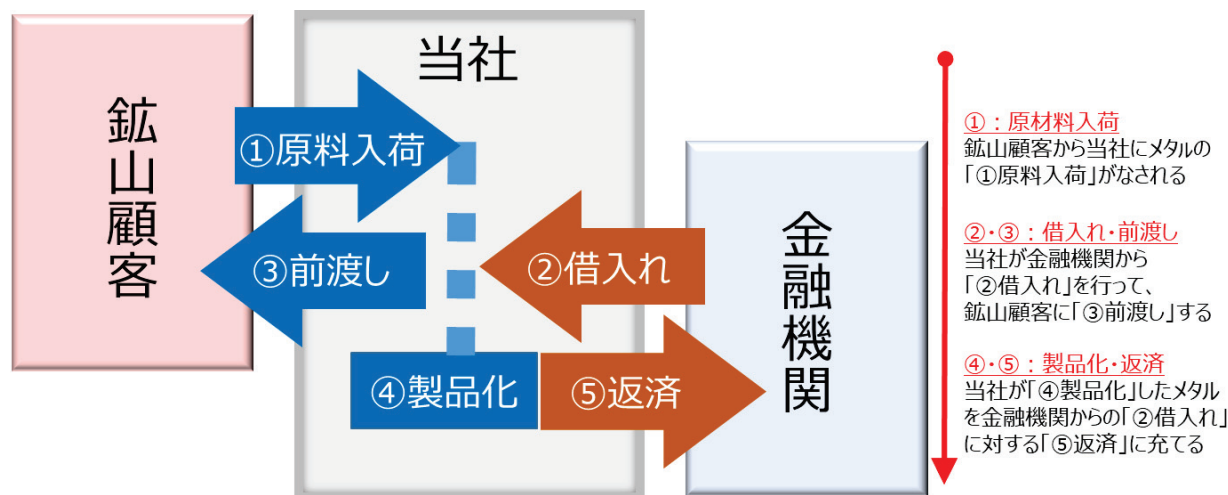 鉱山顧客
当社
①原料入荷
③前渡し
②借入れ
④製品化
⑤返済
金融機関
①：原材料入荷
鉱山顧客から当社にメタルの
「①原料入荷」がなされる
②・③：借入れ・前渡し
当社が金融機関から
「②借入れ」を行って、
鉱山顧客に「③前渡し」する
④・⑤：製品化・返済
当社が「④製品化」したメタル
を金融機関からの「②借入れ」
に対する「⑤返済」に充てる